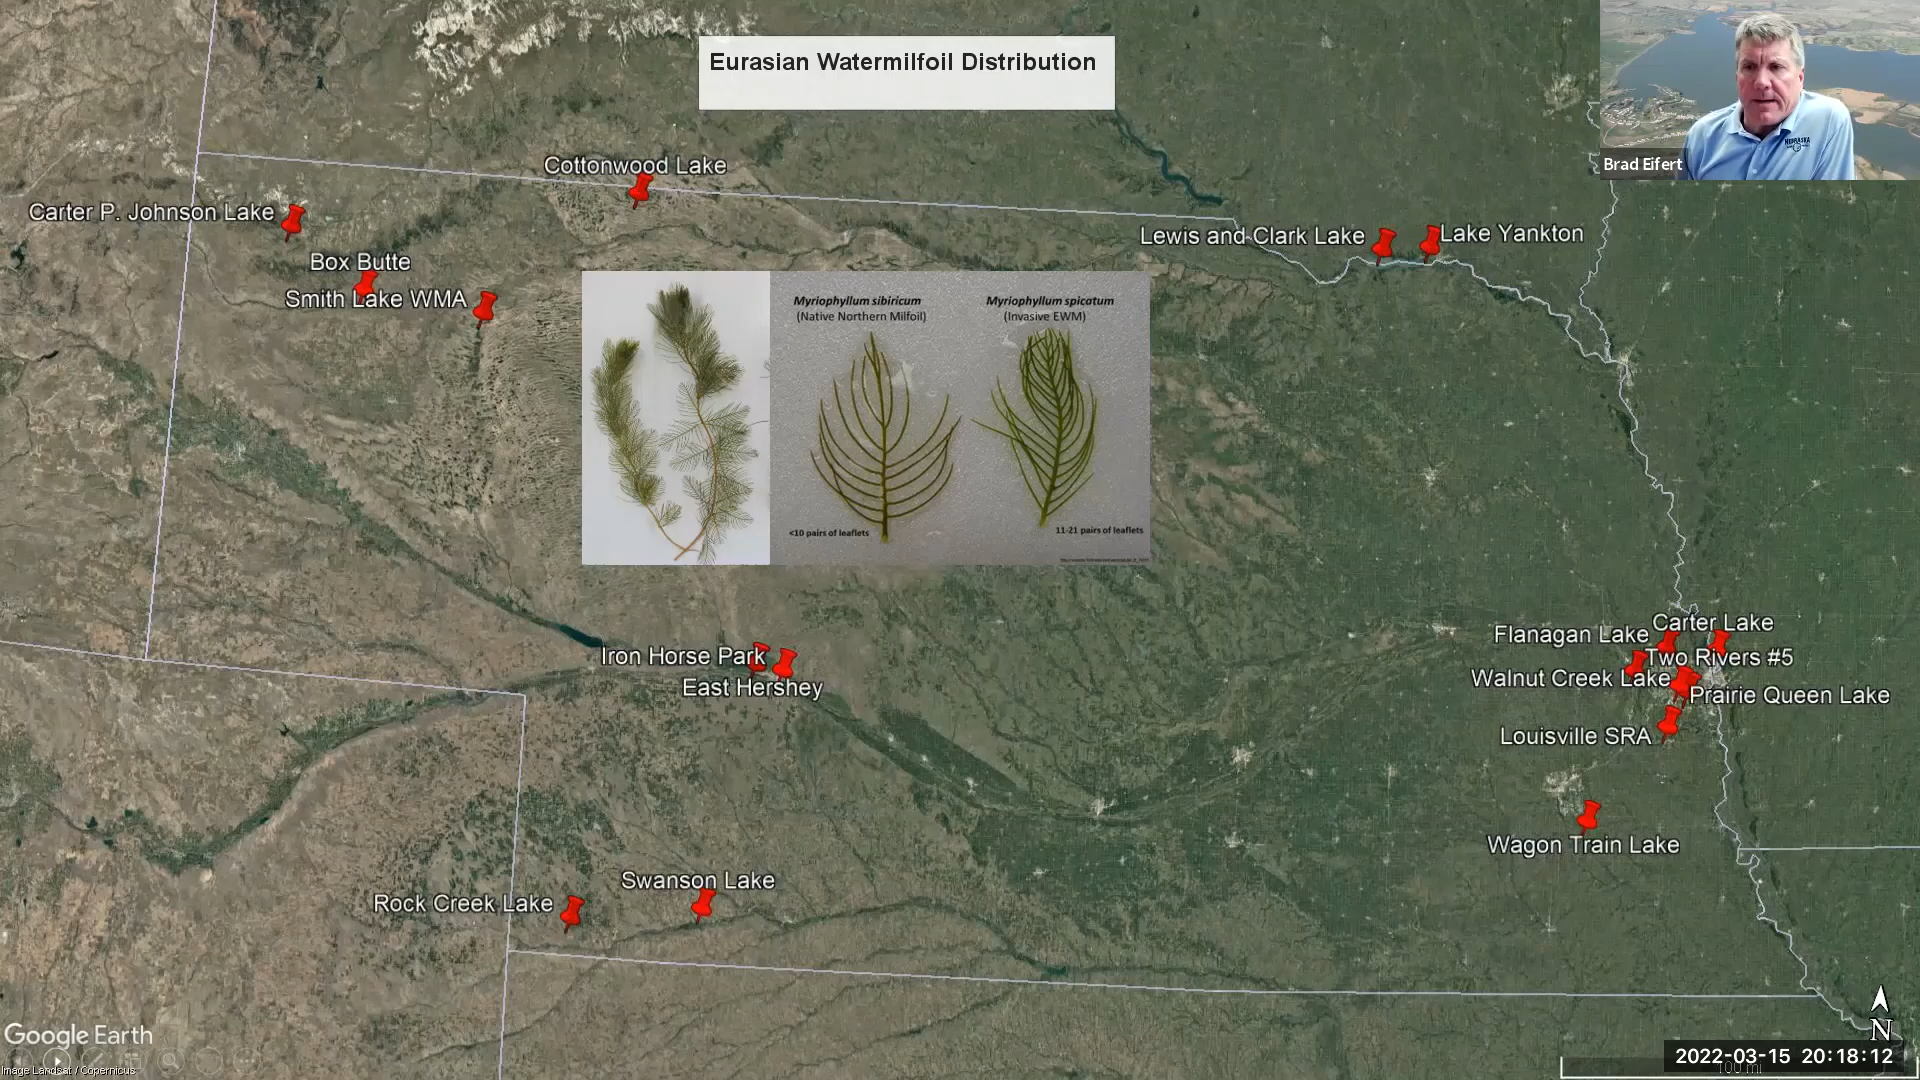 Eurasian Watermilfoil Distribution
NEBRASKA
Brad Eifert
Cottonwood Lake
Carter P. Johnson Lake
Box Butte
Smith Lake WMA
Lewis and Clark Lake
Lake Yankton
Myriophyllum sibiricum
(Native Northern Milfoil)
Myriophyllum spicatum
(Invasive EWM)
<10 pairs of leaflets
11-21 pairs of leaflets
Carter Lake
Flanagan Lake
Iron Horse Park
Two Rivers #5
Walnut Creek Lake
East Hershey
Prairie Queen Lake
Louisville SRA
Wagon Train Lake
Swanson Lake
Rock Creek Lake
N
Google Earth
2022-03-15 20:18:12
100 mi
Image Landsat / Copernicus